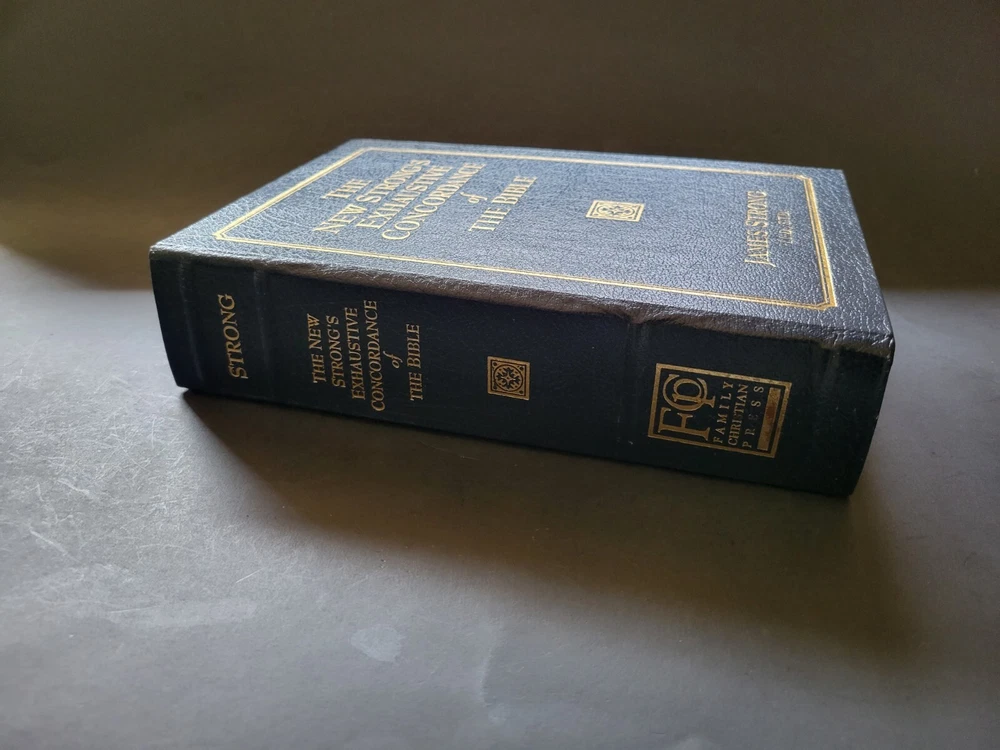 THE
NEW STRONG'S
EXHAUSTIVE
CONCORDANCE
of
THE BIBLE
JAMES STRONG
STRONG
THE NEW
STRONG'S
EXHAUSTIVE
CONCORDANCE
of
THE BIBLE
FCP
FAMILY
CHRISTIAN
PRESS